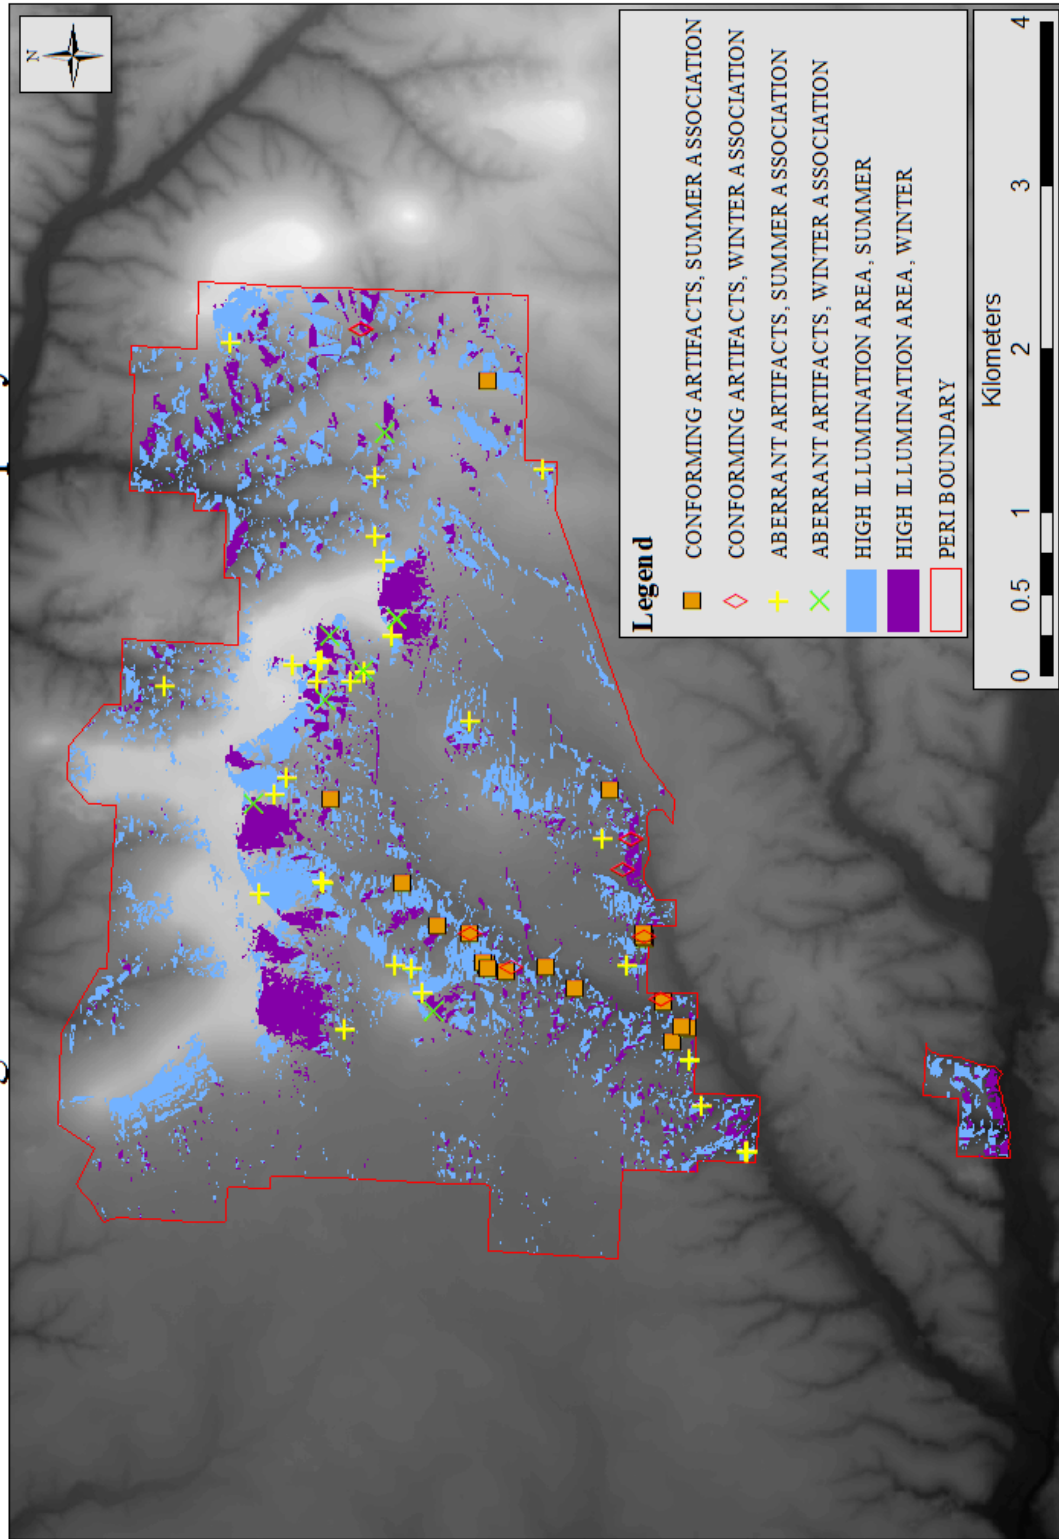 N
Legend
CONFORMING ARTIFACTS, SUMMER ASSOCIATION
CONFORMING ARTIFACTS, WINTER ASSOCIATION
ABERRANT ARTIFACTS, SUMMER ASSOCIATION
ABERRANT ARTIFACTS, WINTER ASSOCIATION
HIGH ILLUMINATION AREA, SUMMER
HIGH ILLUMINATION AREA, WINTER
PERI BOUNDARY
0 0.5 1 2 3 4
Kilometers